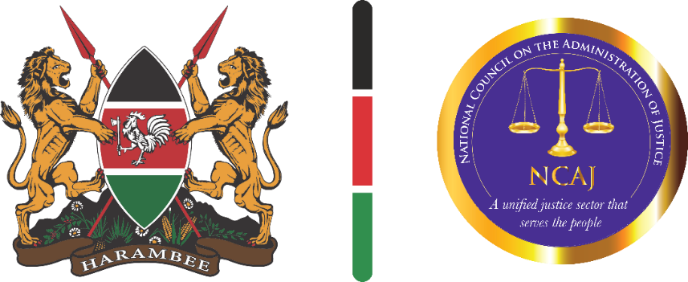 HARAMBEE
NATIONAL COUNCIL ON THE ADMINISTRATION OF JUSTICE
NCAJ
A unified justice sector that
serves the people